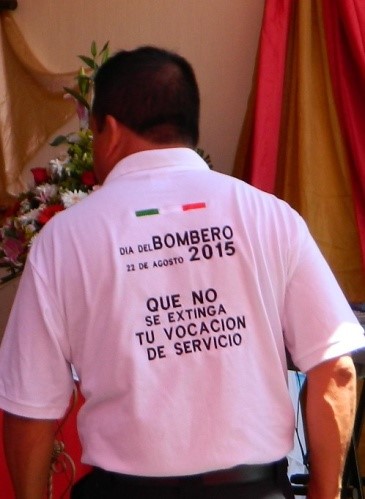 DIA DEL BOMBERO
22 DE AGOSTO 2015
QUE NO
SE EXTINGA
TU VOCACION
DE SERVICIO